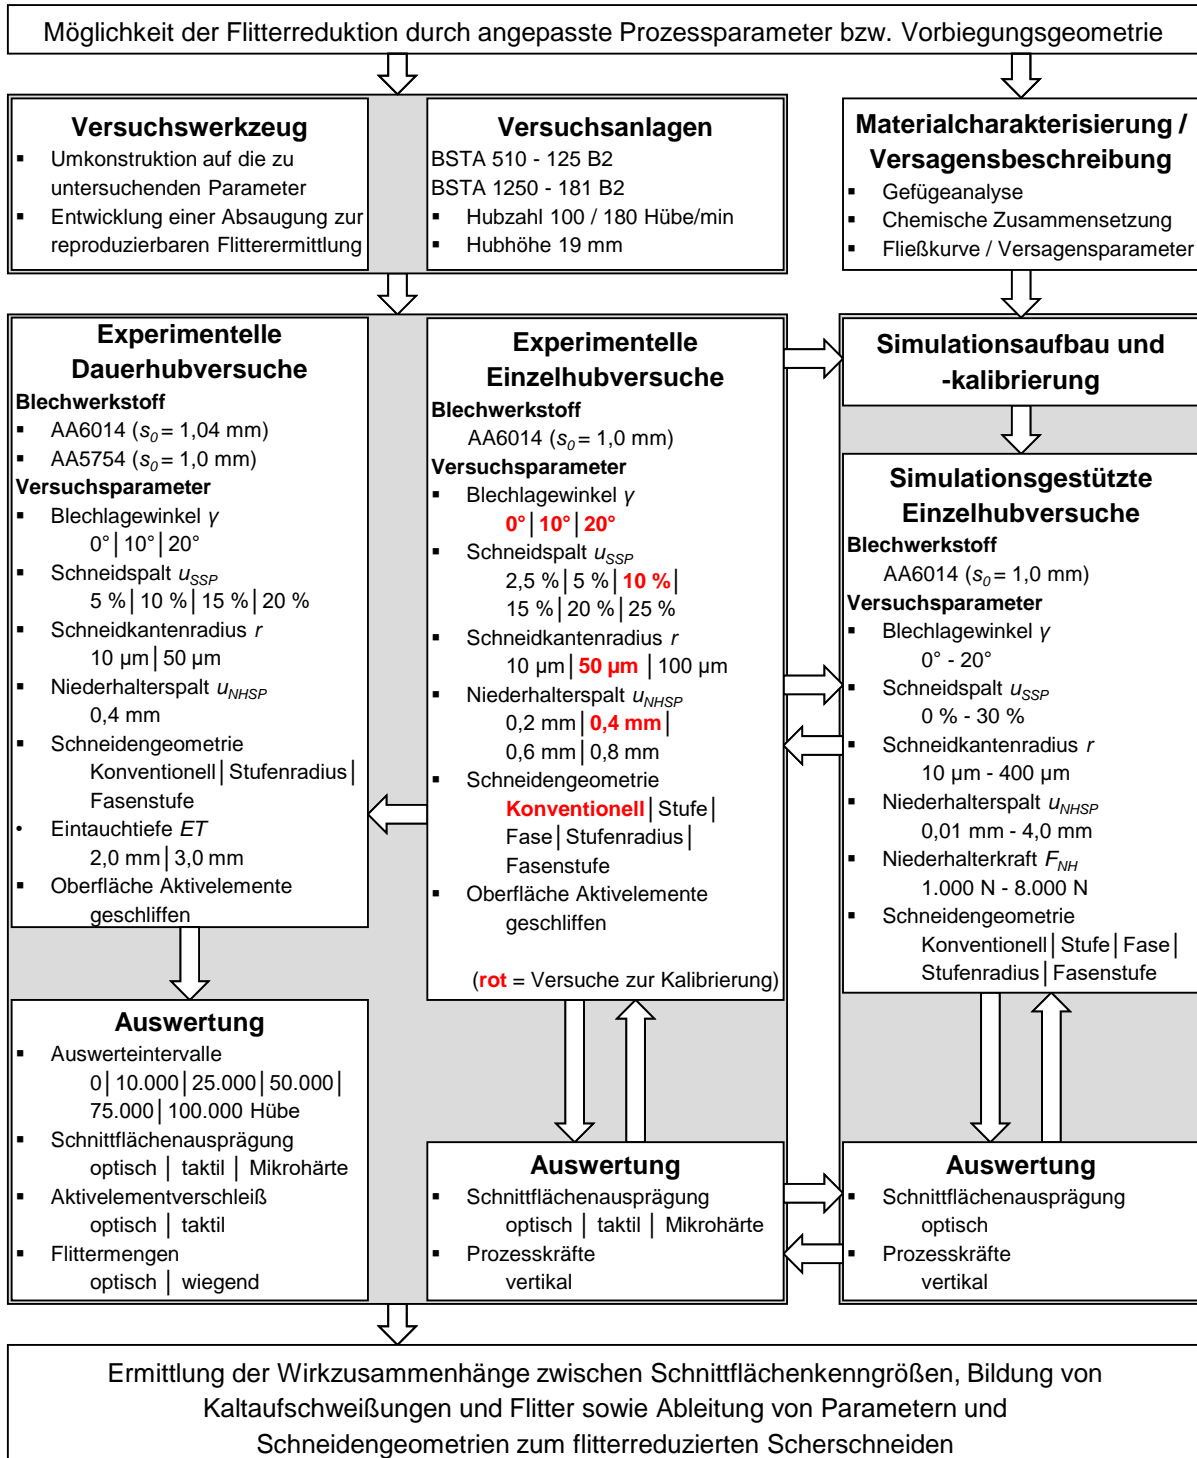 Möglichkeit der Flitterreduktion durch angepasste Prozessparameter bzw. Vorbiegungsgeometrie
Versuchswerkzeug
▪ Umkonstruktion auf die zu
untersuchenden Parameter
▪ Entwicklung einer Absaugung zur
reproduzierbaren Flitterermittlung
Versuchsanlagen
BSTA 510 - 125 B2
BSTA 1250 - 181 B2
▪ Hubzahl 100 / 180 Hübe/min
▪ Hubhöhe 19 mm
Materialcharakterisierung /
Versagensbeschreibung
▪ Gefügeanalyse
▪ Chemische Zusammensetzung
▪ Fließkurve / Versagensparameter
Experimentelle
Dauerhubversuche
Blechwerkstoff
▪ AA6014 (s0 = 1,04 mm)
▪ AA5754 (s0 = 1,0 mm)
Versuchsparameter
▪ Blechlagewinkel γ
0°│10°│20°
▪ Schneidspalt uSSP
5 %│10 %│15 %│20 %
▪ Schneidkantenradius r
10 µm│50 µm
▪ Niederhalterspalt uNHSP
0,4 mm
▪ Schneidengeometrie
Konventionell│Stufenradius│
Fasenstufe
• Eintauchtiefe ET
2,0 mm│3,0 mm
▪ Oberfläche Aktivelemente
geschliffen
Experimentelle
Einzelhubversuche
Blechwerkstoff
AA6014 (s0 = 1,0 mm)
Versuchsparameter
▪ Blechlagewinkel γ
0°│10°│20°
▪ Schneidspalt uSSP
2,5 %│5 %│10 %│
15 %│20 %│25 %
▪ Schneidkantenradius r
10 µm│50 µm │100 µm
▪ Niederhalterspalt uNHSP
0,2 mm│0,4 mm│
0,6 mm│0,8 mm
▪ Schneidengeometrie
Konventionell│Stufe│
Fase│Stufenradius│
Fasenstufe
▪ Oberfläche Aktivelemente
geschliffen
(rot = Versuche zur Kalibrierung)
Simulationsaufbau und
-kalibrierung
Simulationsgestützte
Einzelhubversuche
Blechwerkstoff
AA6014 (s0 = 1,0 mm)
Versuchsparameter
▪ Blechlagewinkel γ
0° - 20°
▪ Schneidspalt uSSP
0 % - 30 %
▪ Schneidkantenradius r
10 µm - 400 µm
▪ Niederhalterspalt uNHSP
0,01 mm - 4,0 mm
▪ Niederhalterkraft FNH
1.000 N - 8.000 N
▪ Schneidengeometrie
Konventionell│Stufe│Fase│
Stufenradius│Fasenstufe
Auswertung
▪ Auswerteintervalle
0│10.000│25.000│50.000│
75.000│100.000 Hübe
▪ Schnittflächenausprägung
optisch │ taktil │ Mikrohärte
▪ Aktivelementverschleiß
optisch │ taktil
▪ Flittermengen
optisch │ wiegend
Auswertung
▪ Schnittflächenausprägung
optisch │ taktil │ Mikrohärte
▪ Prozesskräfte
vertikal
Auswertung
▪ Schnittflächenausprägung
optisch
▪ Prozesskräfte
vertikal
Ermittlung der Wirkzusammenhänge zwischen Schnittflächenkenngrößen, Bildung von
Kaltaufschweißungen und Flitter sowie Ableitung von Parametern und
Schneidengeometrien zum flitterreduzierten Scherschneiden